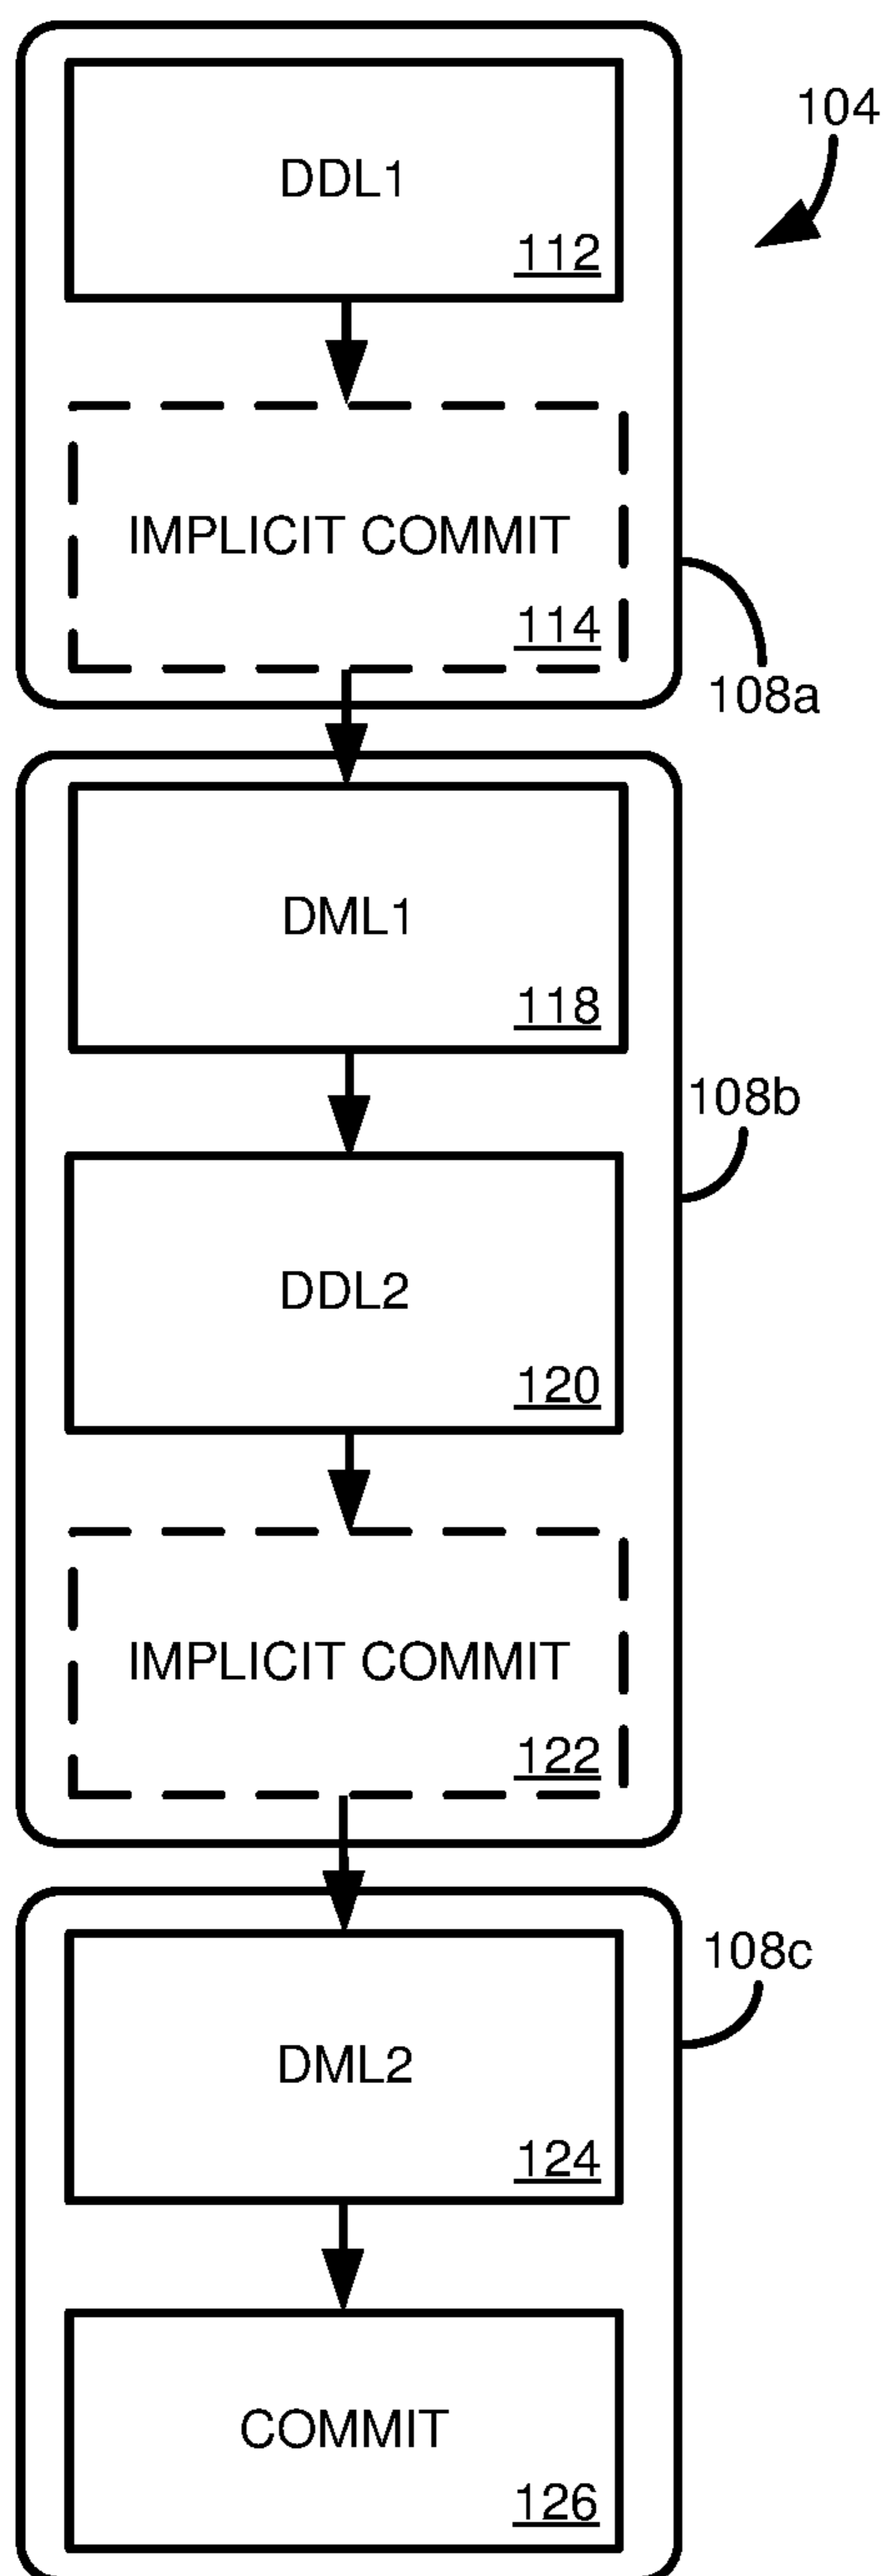 104
DDL1
112
IMPLICIT COMMIT
114
108a
DML1
118
108b
DDL2
120
IMPLICIT COMMIT
122
108c
DML2
124
COMMIT
126